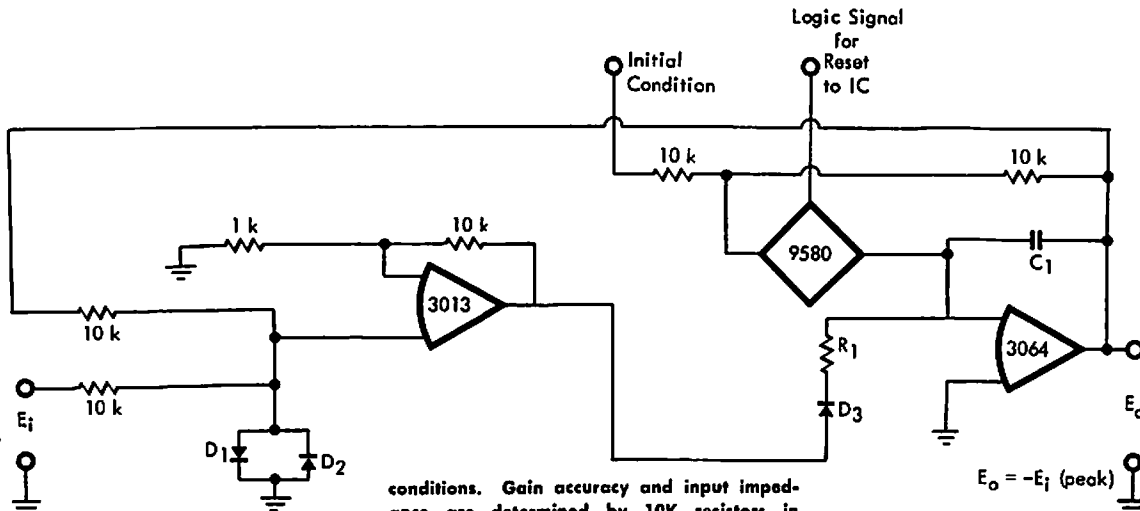 Logic Signal
for
Reset
to IC
Initial
Condition
10 k
10 k
1 k
10 k
9580
C1
3013
10 k
R1
3064
Ei
10 k
D3
Eo
D1
D2
Eo = -Ei (peak)
conditions. Gain accuracy and input imped-
ance are determined by 10K resistors in